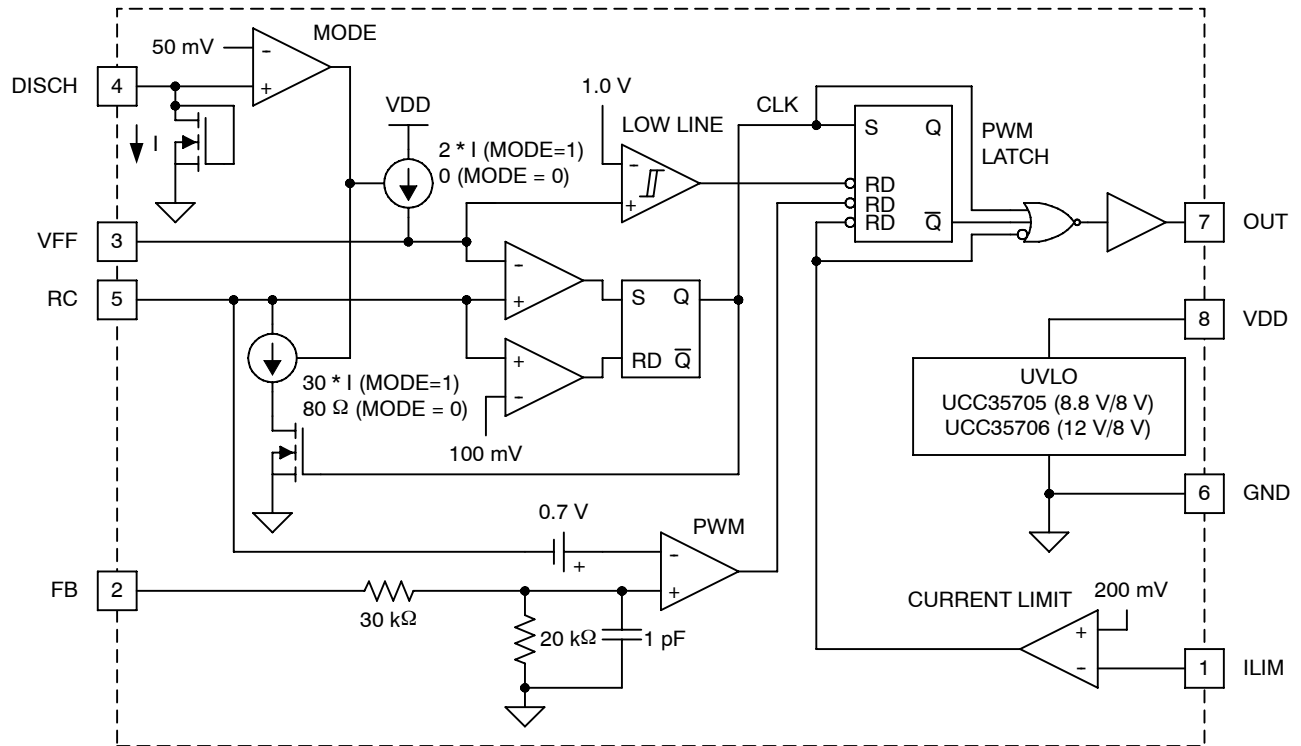 MODE
50 mV
-
+
DISCH
4
I
VDD
2 * I (MODE=1)
0 (MODE = 0)
1.0 V
LOW LINE
-
+
CLK
S
Q
RD
RD
RD
Q
PWM
LATCH
7
OUT
VFF
3
RC
5
-
+
+
-
100 mV
S
Q
RD
Q
30 * I (MODE=1)
80 Ω (MODE = 0)
8
VDD
UVLO
UCC35705 (8.8 V/8 V)
UCC35706 (12 V/8 V)
6
GND
0.7 V
+
PWM
-
+
FB
2
30 kΩ
20 kΩ
1 pF
CURRENT LIMIT
200 mV
+
-
1
ILIM